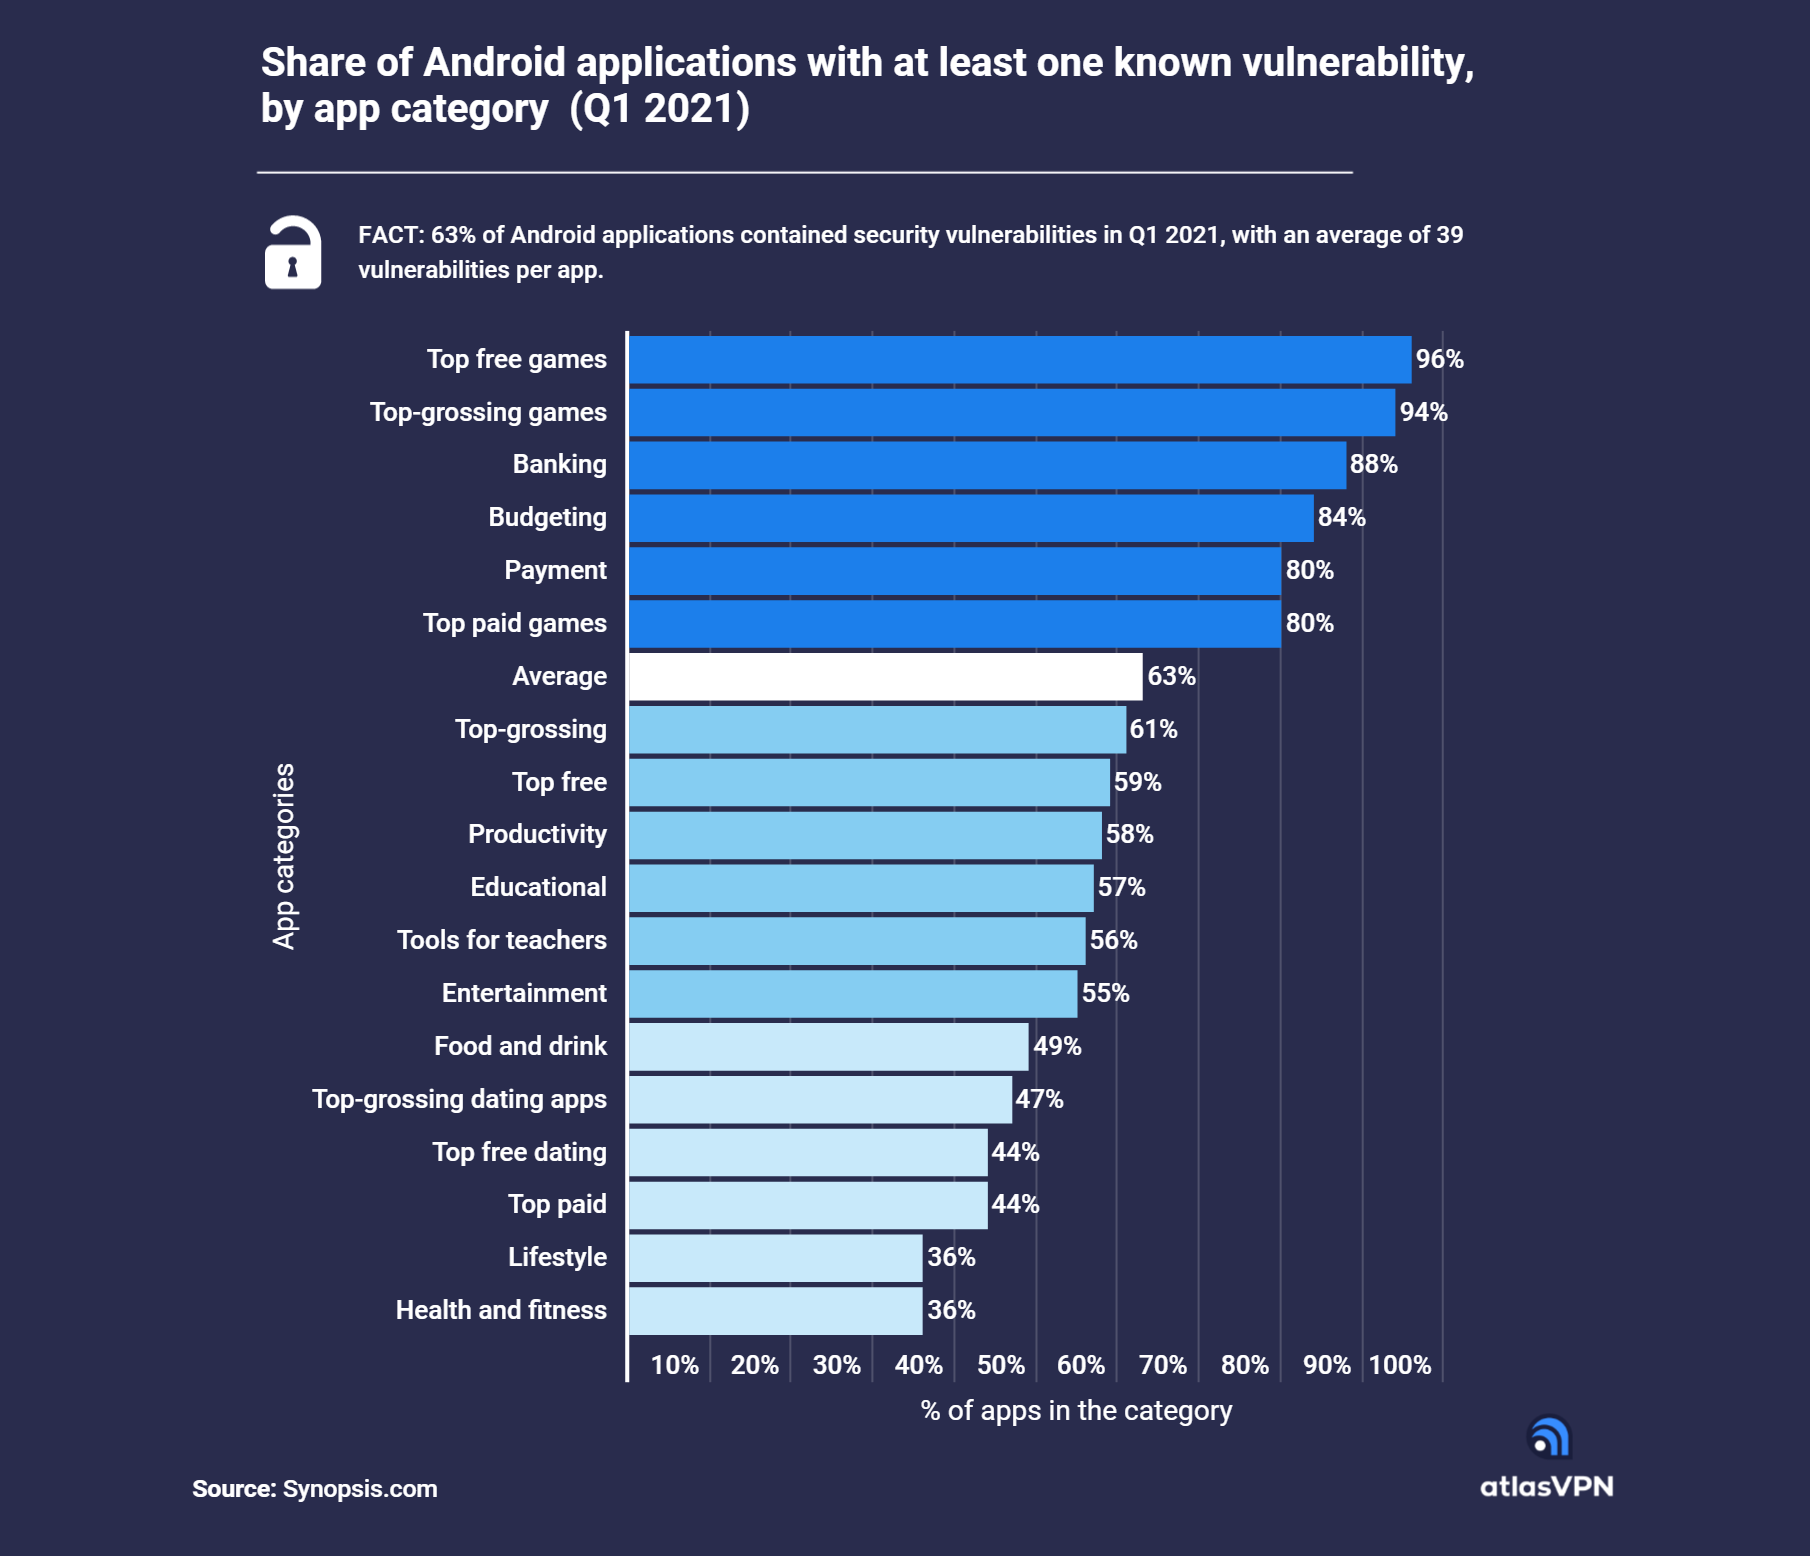 Share of Android applications with at least one known vulnerability,
by app category (Q1 2021)
FACT: 63% of Android applications contained security vulnerabilities in Q1 2021, with an average of 39
vulnerabilities per app.
App categories
Top free games 96%
Top-grossing games 94%
Banking 88%
Budgeting 84%
Payment 80%
Top paid games 80%
Average 63%
Top-grossing 61%
Top free 59%
Productivity 58%
Educational 57%
Tools for teachers 56%
Entertainment 55%
Food and drink 49%
Top-grossing dating apps 47%
Top free dating 44%
Top paid 44%
Lifestyle 36%
Health and fitness 36%
10% 20% 30% 40% 50% 60% 70% 80% 90% 100%
% of apps in the category
Source: Synopsis.com
atlasVPN